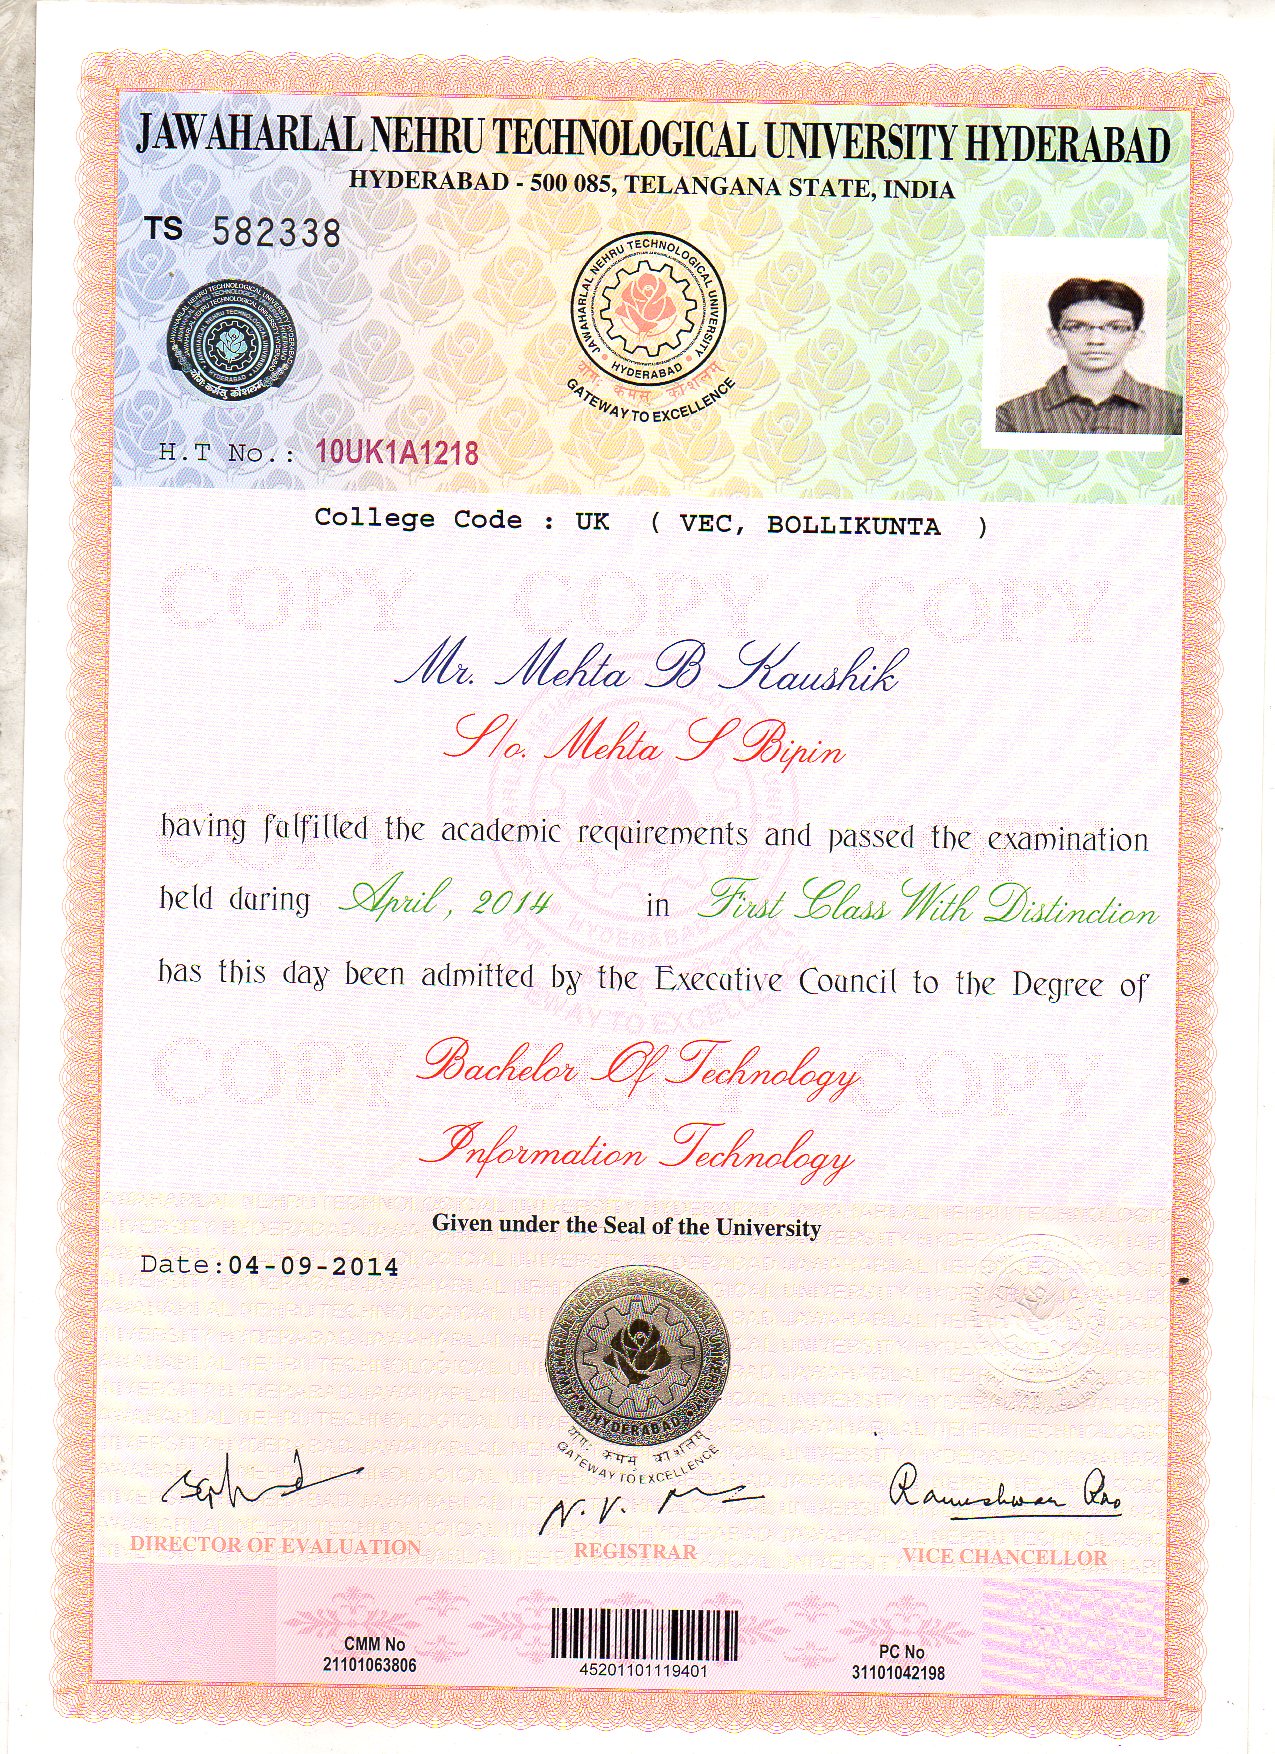 JAWAHARLAL NEHRU TECHNOLOGICAL UNIVERSITY HYDERABAD
HYDERABAD - 500 085, TELANGANA STATE, INDIA
TS 582338
JAWAHARLAL NEHRU TECHNOLOGICAL UNIVERSITY
HYDERABAD
GATEWAY TO EXCELLENCE
H.T No.: 10UK1A1218
College Code : UK ( VEC, BOLLIKUNTA )
COPY COPY COPY
Mr. Mehta B Kaushik
S/o. Mehta S Bipin
having fulfilled the academic requirements and passed the examination
held during April, 2014 in First Class With Distinction
has this day been admitted by the Executive Council to the Degree of
Bachelor Of Technology
COPY COPY COPY
Information Technology
Given under the Seal of the University
Date:04-09-2014
JAWAHARLAL NEHRU TECHNOLOGICAL UNIVERSITY
HYDERABAD
GATEWAY TO EXCELLENCE
Rameshwar Rao
DIRECTOR OF EVALUATION REGISTRAR VICE CHANCELLOR
CMM No
21101063806
45201101119401
PC No
31101042198